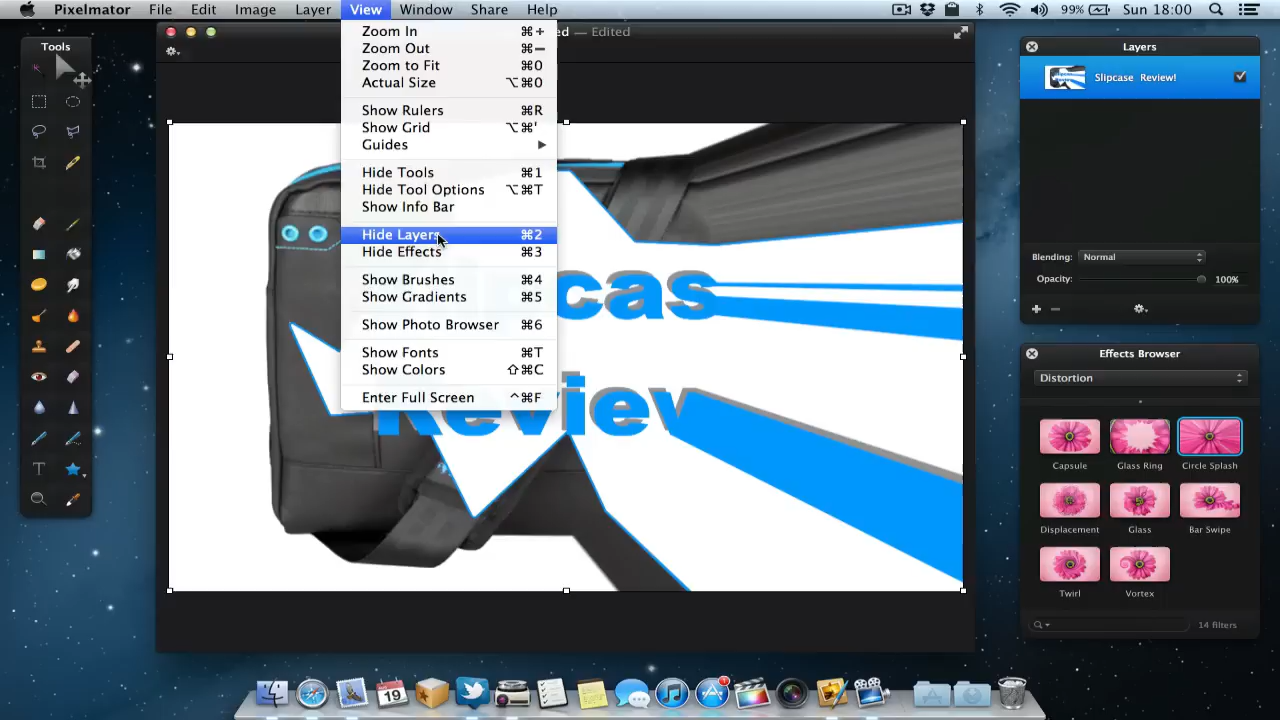 Pixelmator File Edit Image Layer View Window Share Help 99% Sun 18:00
Tools
ed — Edited
Zoom In ⌘+
Zoom Out ⌘−
Zoom to Fit ⌘0
Actual Size ⌥⌘0
Show Rulers ⌘R
Show Grid ⌥⌘'
Guides ▶
Hide Tools ⌘1
Hide Tool Options ⌥⌘T
Show Info Bar
Hide Layers ⌘2
Hide Effects ⌘3
Show Brushes ⌘4
Show Gradients ⌘5
Show Photo Browser ⌘6
Show Fonts ⌘T
Show Colors ⇧⌘C
Enter Full Screen ^⌘F
cas
Review
Layers
Slipcase Review!
Blending: Normal
Opacity: 100%
Effects Browser
Distortion
Capsule Glass Ring Circle Splash
Displacement Glass Bar Swipe
Twirl Vortex
14 filters
19
1